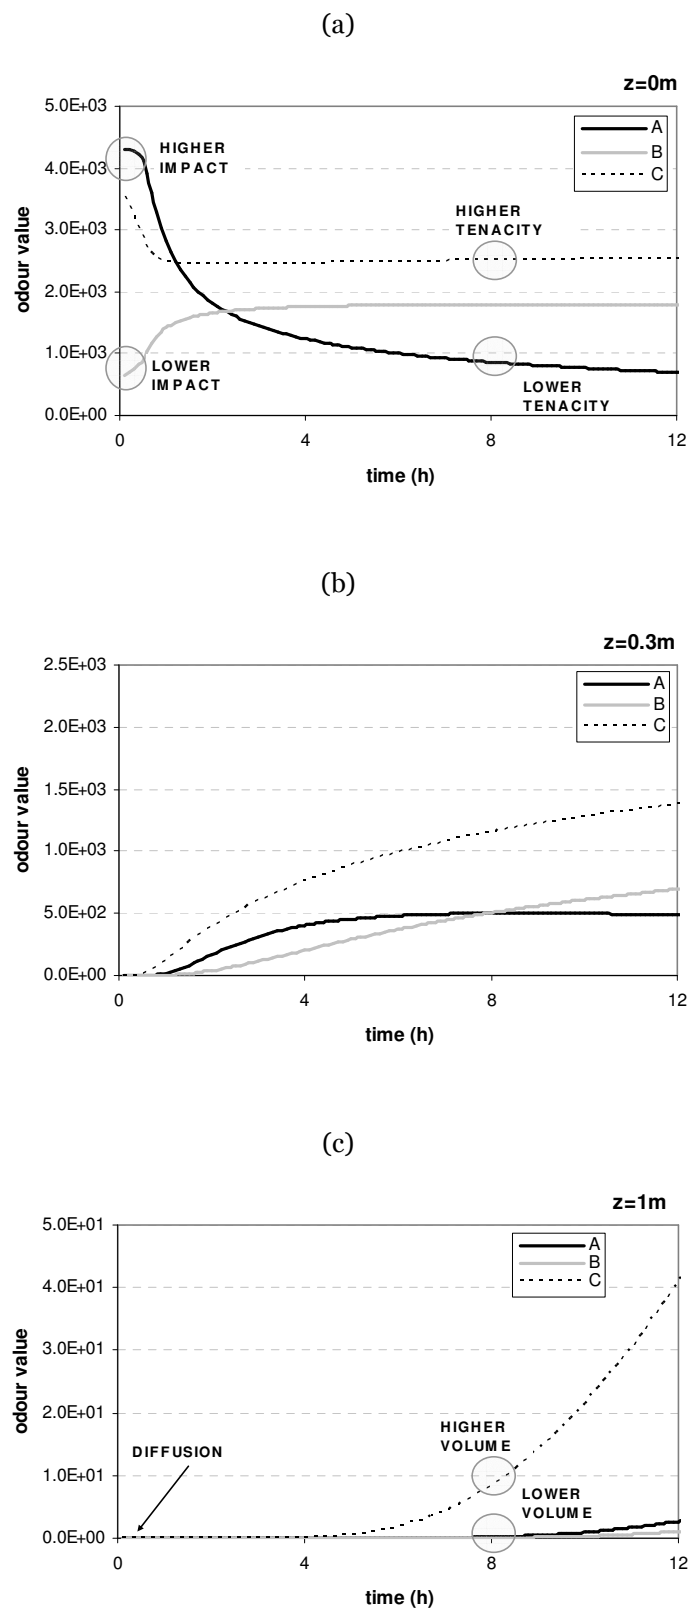 (a)
z=0m
5.0E+03
4.0E+03
3.0E+03
2.0E+03
1.0E+03
0.0E+00
odour value
HIGHER
IMPACT
A
B
C
HIGHER
TENACITY
LOWER
IMPACT
LOWER
TENACITY
0
4
8
12
time (h)
(b)
z=0.3m
2.5E+03
2.0E+03
1.5E+03
1.0E+03
5.0E+02
0.0E+00
odour value
A
B
C
0
4
8
12
time (h)
(c)
z=1m
5.0E+01
4.0E+01
3.0E+01
2.0E+01
1.0E+01
0.0E+00
odour value
A
B
C
HIGHER
VOLUME
DIFFUSION
LOWER
VOLUME
0
4
8
12
time (h)